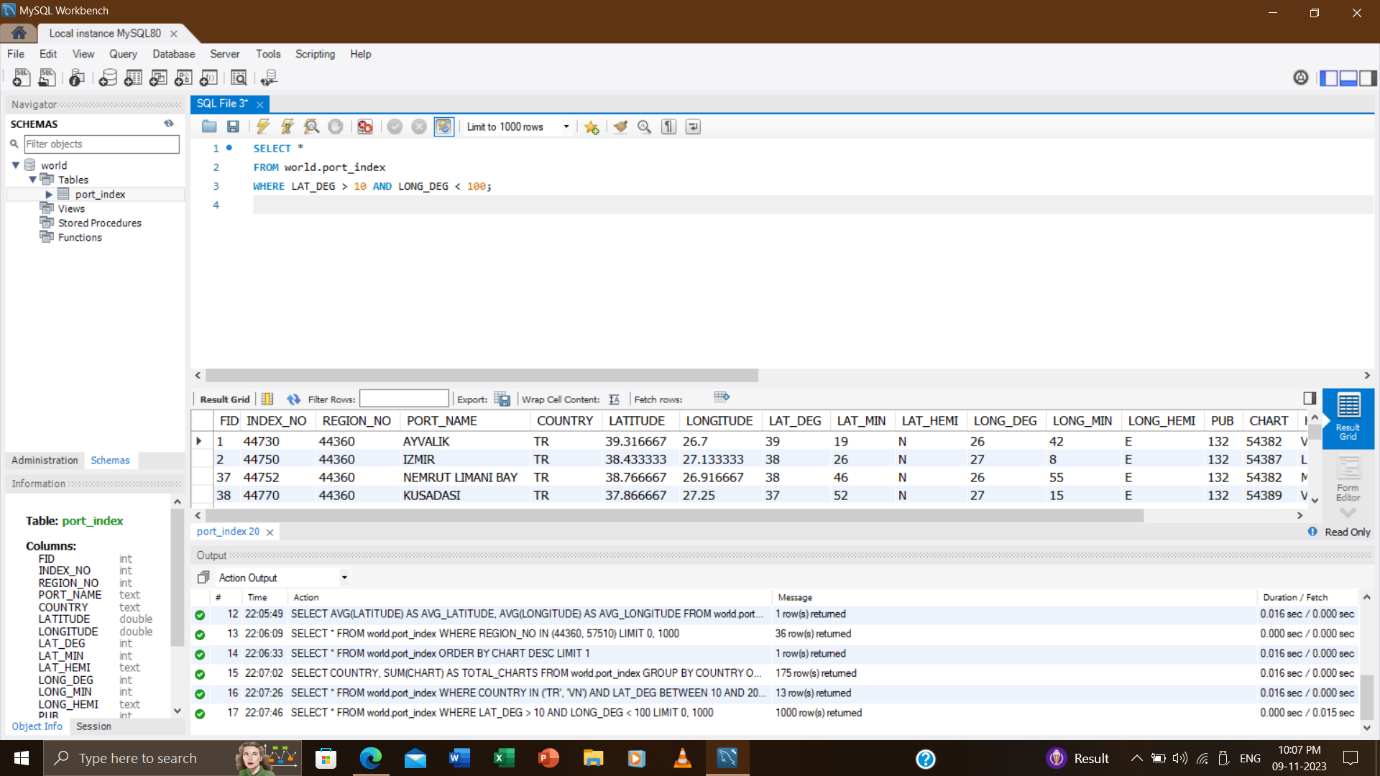 MySQL Workbench
Local instance MySQL80
File Edit View Query Database Server Tools Scripting Help
Navigator
SCHEMAS
Filter objects
world
Tables
port_index
Views
Stored Procedures
Functions
Administration Schemas
Information
Table: port_index
Columns:
FID int
INDEX_NO int
REGION_NO int
PORT_NAME text
COUNTRY text
LATITUDE double
LONGITUDE double
LAT_DEG int
LAT_MIN int
LAT_HEMI text
LONG_DEG int
LONG_MIN int
LONG_HEMI text
PUB int
Object Info Session
SQL File 3*
Limit to 1000 rows
1 SELECT *
2 FROM world.port_index
3 WHERE LAT_DEG > 10 AND LONG_DEG < 100;
4
Result Grid Filter Rows: Export: Wrap Cell Content: Fetch rows:
FID INDEX_NO REGION_NO PORT_NAME COUNTRY LATITUDE LONGITUDE LAT_DEG LAT_MIN LAT_HEMI LONG_DEG LONG_MIN LONG_HEMI PUB CHART
1 44730 44360 AYVALIK TR 39.316667 26.7 39 19 N 26 42 E 132 54382 V
2 44750 44360 IZMIR TR 38.433333 27.133333 38 26 N 27 8 E 132 54387 L
37 44752 44360 NEMRUT LIMANI BAY TR 38.766667 26.916667 38 46 N 26 55 E 132 54382
38 44770 44360 KUSADASI TR 37.866667 27.25 37 52 N 27 15 E 132 54389 V
Result
Grid
Form
Editor
port_index 20
Read Only
Output
Action Output
# Time Action Message Duration / Fetch
12 22:05:49 SELECT AVG(LATITUDE) AS AVG_LATITUDE, AVG(LONGITUDE) AS AVG_LONGITUDE FROM world.port... 1 row(s) returned 0.016 sec / 0.000 sec
13 22:06:09 SELECT * FROM world.port_index WHERE REGION_NO IN (44360, 57510) LIMIT 0, 1000 36 row(s) returned 0.000 sec / 0.000 sec
14 22:06:33 SELECT * FROM world.port_index ORDER BY CHART DESC LIMIT 1 1 row(s) returned 0.016 sec / 0.000 sec
15 22:07:02 SELECT COUNTRY, SUM(CHART) AS TOTAL_CHARTS FROM world.port_index GROUP BY COUNTRY O... 175 row(s) returned 0.016 sec / 0.000 sec
16 22:07:26 SELECT * FROM world.port_index WHERE COUNTRY IN ('TR', 'VN') AND LAT_DEG BETWEEN 10 AND 20... 13 row(s) returned 0.016 sec / 0.000 sec
17 22:07:46 SELECT * FROM world.port_index WHERE LAT_DEG > 10 AND LONG_DEG < 100 LIMIT 0, 1000 1000 row(s) returned 0.000 sec / 0.015 sec
Type here to search
Result
ENG
10:07 PM
09-11-2023